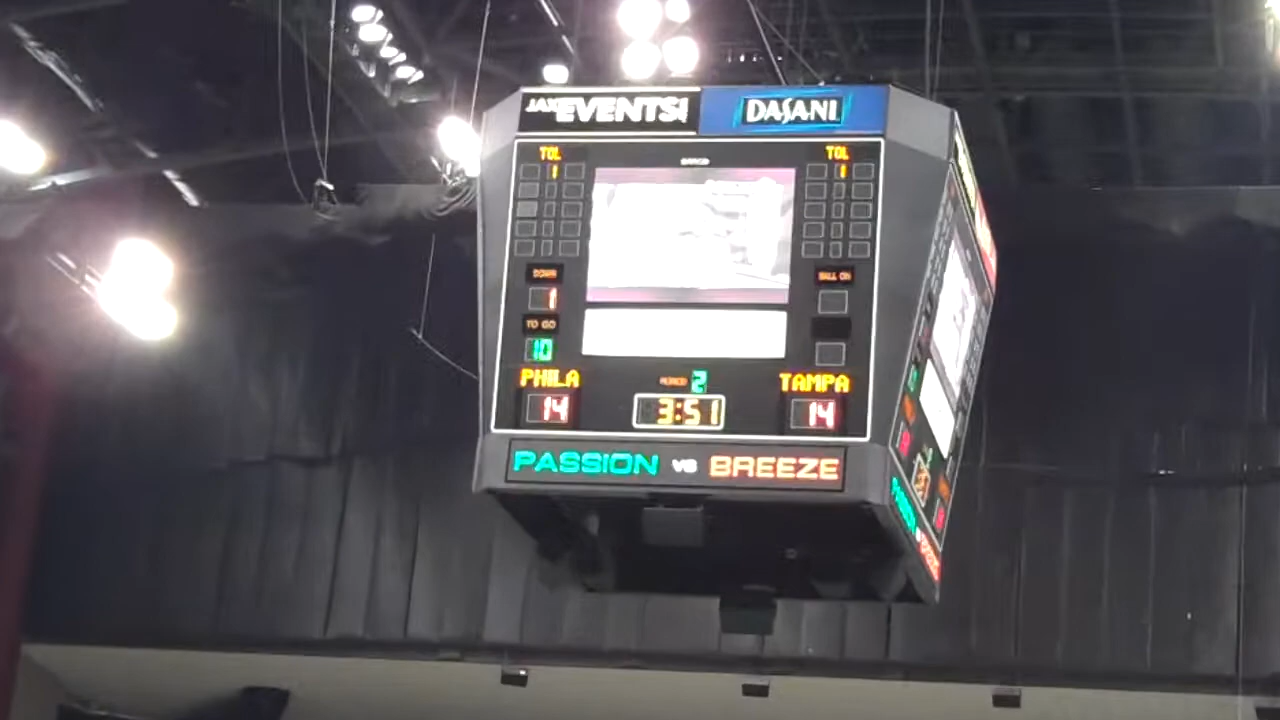 JAX EVENTS! DASANI
TOL TOL
1 1
DOWN BALL ON
1
TO GO
10
PHILA PERIOD 2 TAMPA
14 3:51 14
PASSION VS BREEZE